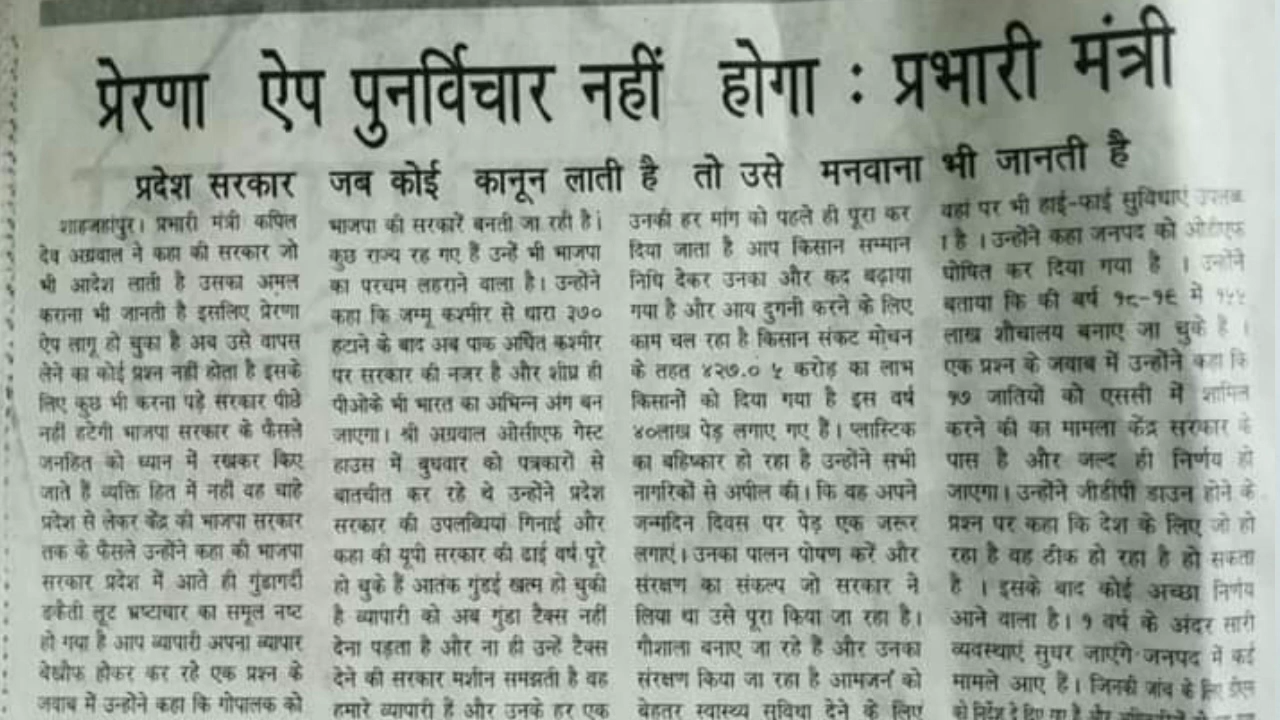 प्रेरणा ऐप पुनर्विचार नहीं होगा : प्रभारी मंत्री
प्रदेश सरकार जब कोई कानून लाती है तो उसे मनवाना भी जानती है
शाहजहांपुर। प्रभारी मंत्री कपिल
देव अग्रवाल ने कहा की सरकार जो
भी आदेश लाती है उसका अमल
कराना भी जानती है इसलिए प्रेरणा
ऐप लागू हो चुका है अब उसे वापस
लेने का कोई प्रश्न नहीं होता है इसके
लिए कुछ भी करना पड़े सरकार पीछे
नहीं हटेगी भाजपा सरकार के फैसले
जनहित को ध्यान में रखकर किए
जाते हैं व्यक्ति हित में नहीं वह चाहे
प्रदेश से लेकर केंद्र की भाजपा सरकार
तक के फैसले उन्होंने कहा की भाजपा
सरकार प्रदेश में आते ही गुंडागर्दी
डकैती लूट भ्रष्टाचार का समूल नष्ट
हो गया है आप व्यापारी अपना व्यापार
बेखौफ होकर कर रहे एक प्रश्न के
जवाब में उन्होंने कहा कि गोपालक को
भाजपा की सरकारें बनती जा रही है।
कुछ राज्य रह गए हैं उन्हें भी भाजपा
का परचम लहराने वाला है। उन्होंने
कहा कि जम्मू कश्मीर से धारा ३७०
हटाने के बाद अब पाक अधित कश्मीर
पर सरकार की नजर है और शीघ्र ही
पीओके भी भारत का अभिन्न अंग बन
जाएगा। श्री अग्रवाल ओसीएफ गेस्ट
हाउस में बुधवार को पत्रकारों से
बातचीत कर रहे थे उन्होंने प्रदेश
सरकार की उपलब्धियां गिनाई और
कहा की यूपी सरकार की ढाई वर्ष पूरे
हो चुके हैं आतंक गुंडई खत्म हो चुकी
है व्यापारी को अब गुंडा टैक्स नहीं
देना पड़ता है और ना ही उन्हें टैक्स
देने की सरकार मशीन समझती है वह
हमारे व्यापारी हैं और उनके हर एक
उनकी हर मांग को पहले ही पूरा कर
दिया जाता है आप किसान सम्मान
निधि देकर उनका और कद बढ़ाया
गया है और आय दुगनी करने के लिए
काम चल रहा है किसान संकट मोचन
के तहत ४२७.०५ करोड़ का लाभ
किसानों को दिया गया है इस वर्ष
४०लाख पेड़ लगाए गए हैं। प्लास्टिक
का बहिष्कार हो रहा है उन्होंने सभी
नागरिकों से अपील की। कि वह अपने
जन्मदिन दिवस पर पेड़ एक जरूर
लगाएं। उनका पालन पोषण करें और
संरक्षण का संकल्प जो सरकार ने
लिया था उसे पूरा किया जा रहा है।
गौशाला बनाए जा रहे हैं और उनका
संरक्षण किया जा रहा है आमजन को
बेहतर स्वास्थ्य सुविधा देने के लिए
वहां पर भी हाई-फाई सुविधाएं
। है । उन्होंने कहा जनपद को ओडीएफ
घोषित कर दिया गया है । उन्होंने
बताया कि की वर्ष १८-१९ में
लाख शौचालय बनाए जा चुके हैं ।
एक प्रश्न के जवाब में उन्होंने कहा कि
१७ जातियों को एससी में शामिल
करने की का मामला केंद्र सरकार के
पास है और जल्द ही निर्णय हो
जाएगा। उन्होंने जीडीपी डाउन होने के
प्रश्न पर कहा कि देश के लिए जो हो
रहा है वह ठीक हो रहा है हो सकता
है । इसके बाद कोई अच्छा निर्णय
आने वाला है। १ वर्ष के अंदर सारी
व्यवस्थाएं सुधर जाएंगे जनपद में कई
मामले आए हैं। जिनकी जांच के लिए